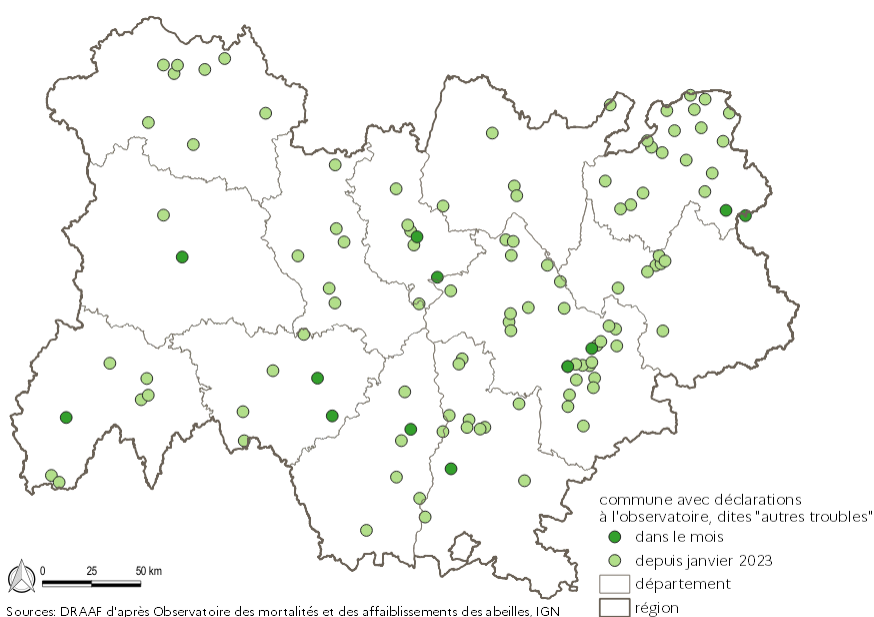 commune avec déclarations
à l'observatoire, dites "autres troubles"
dans le mois
depuis janvier 2023
département
région
0 25 50 km
Sources: DRAAF d'après Observatoire des mortalités et des affaiblissements des abeilles, IGN